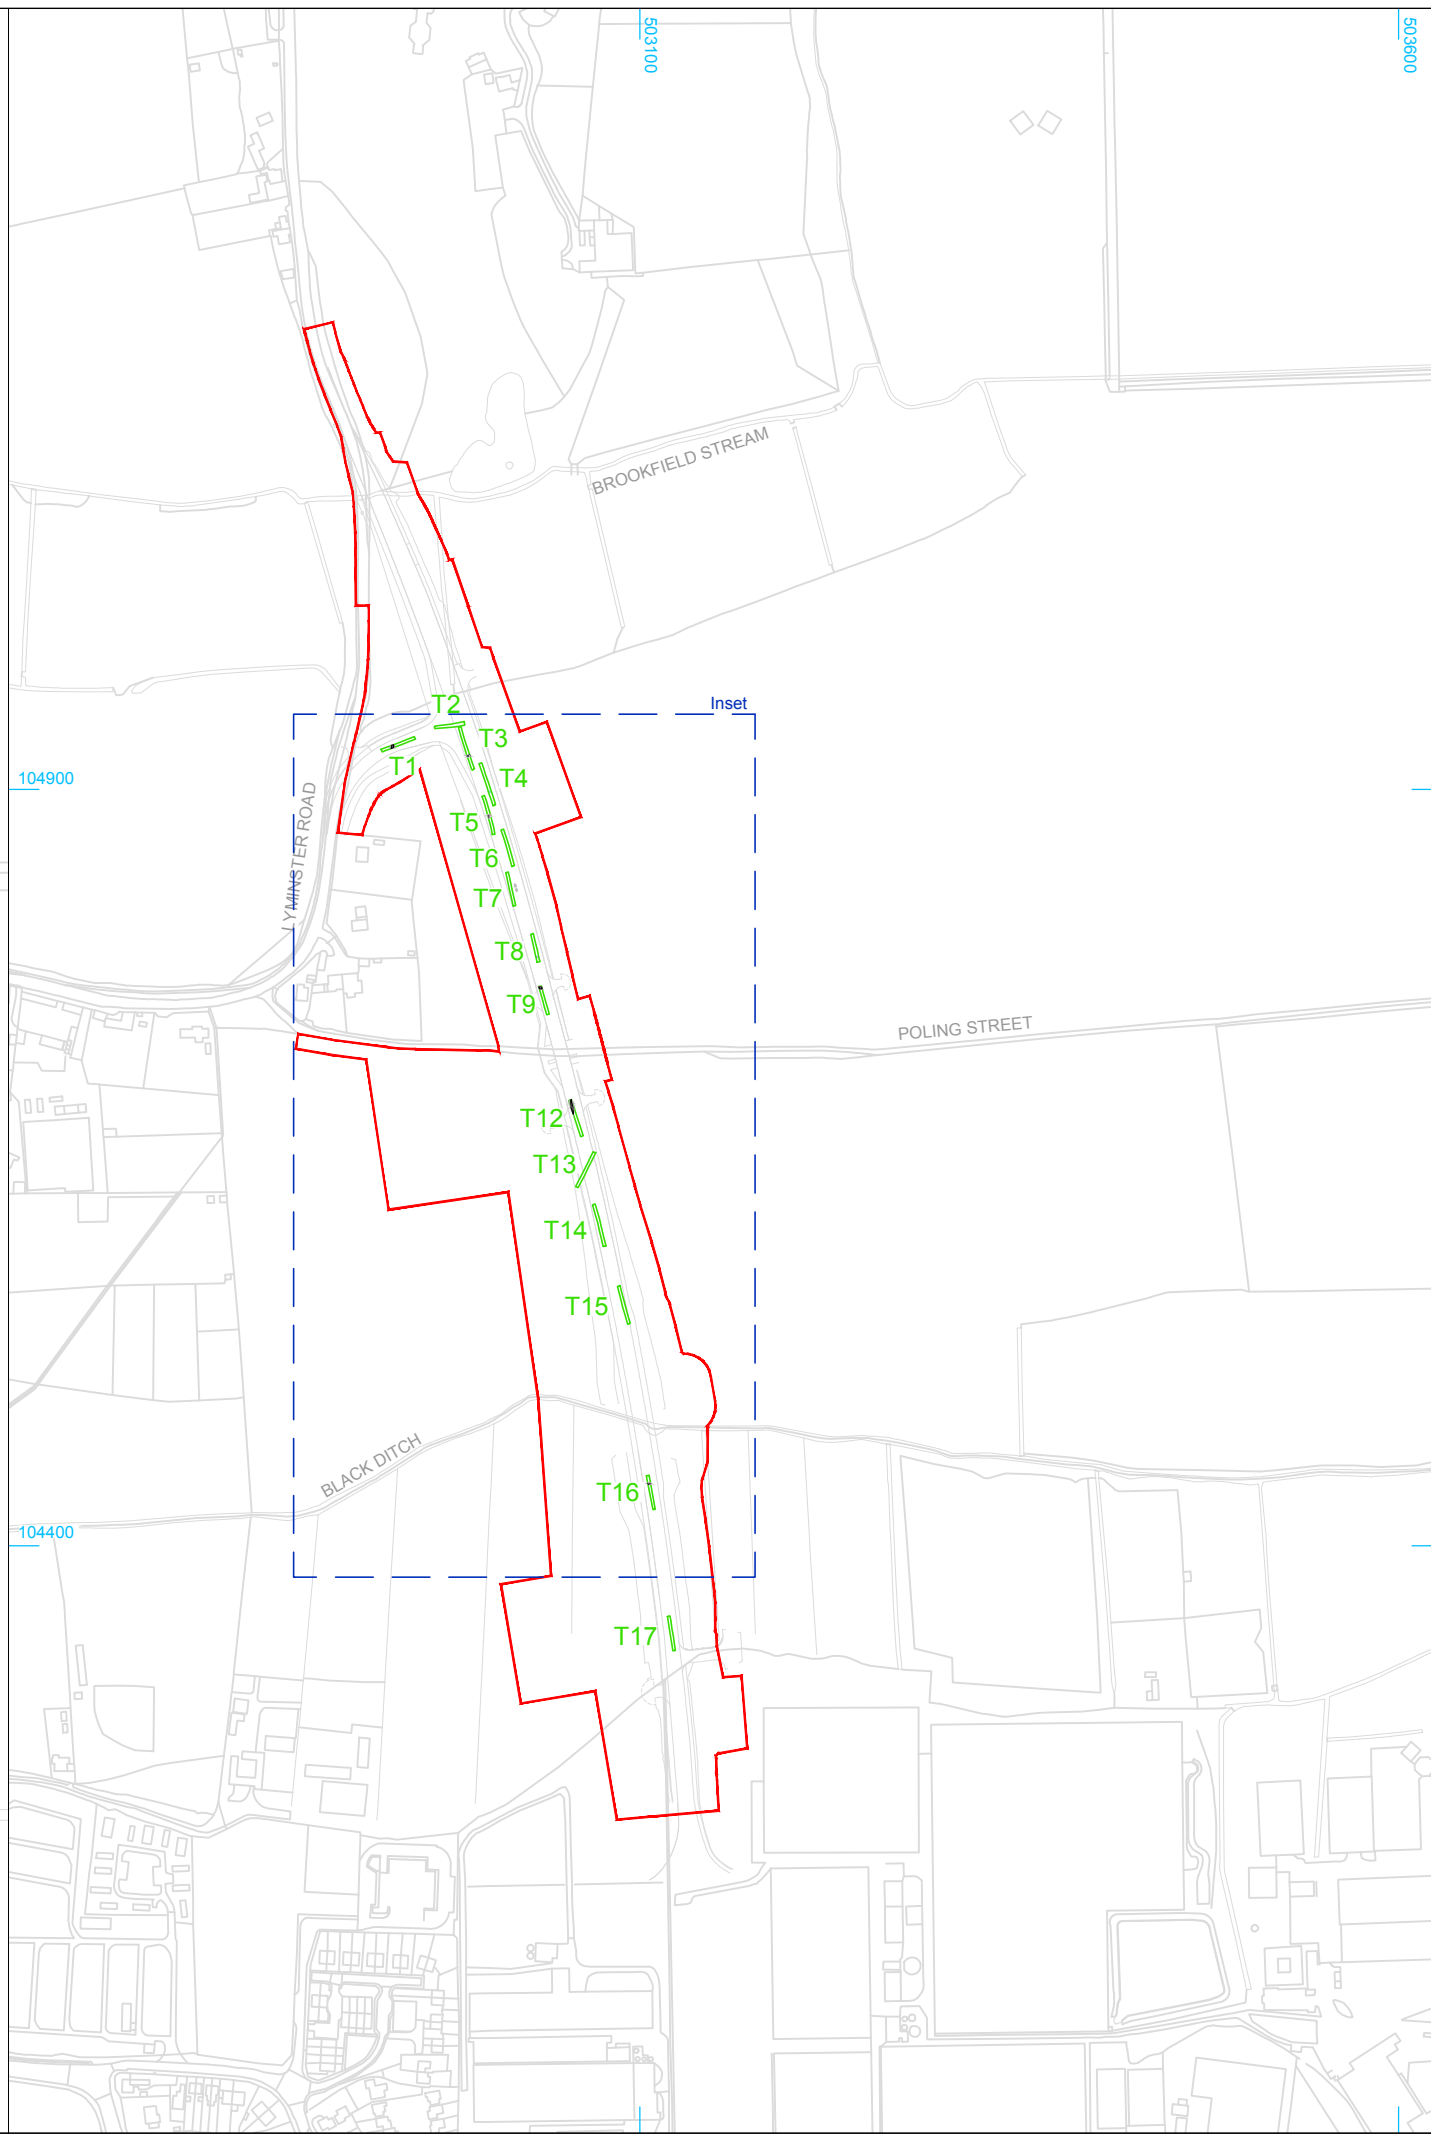 503100
503600
BROOKFIELD STREAM
Inset
T2
T3
T1
T4
104900
T5
LYMINSTER ROAD
T6
T7
T8
T9
POLING STREET
T12
T13
T14
T15
BLACK DITCH
T16
104400
T17